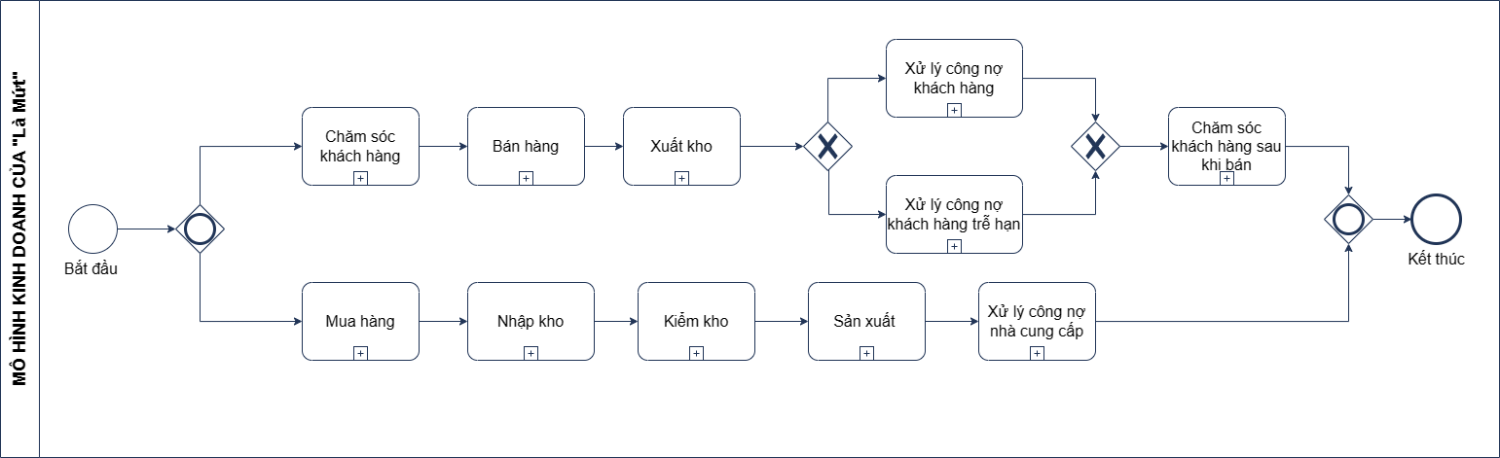 MÔ HÌNH KINH DOANH CỦA "Là Mứt"
Bắt đầu
Chăm sóc
khách hàng
Bán hàng
Xuất kho
Xử lý công nợ
khách hàng
Xử lý công nợ
khách hàng trễ hạn
Chăm sóc
khách hàng sau
khi bán
Mua hàng
Nhập kho
Kiểm kho
Sản xuất
Xử lý công nợ
nhà cung cấp
Kết thúc